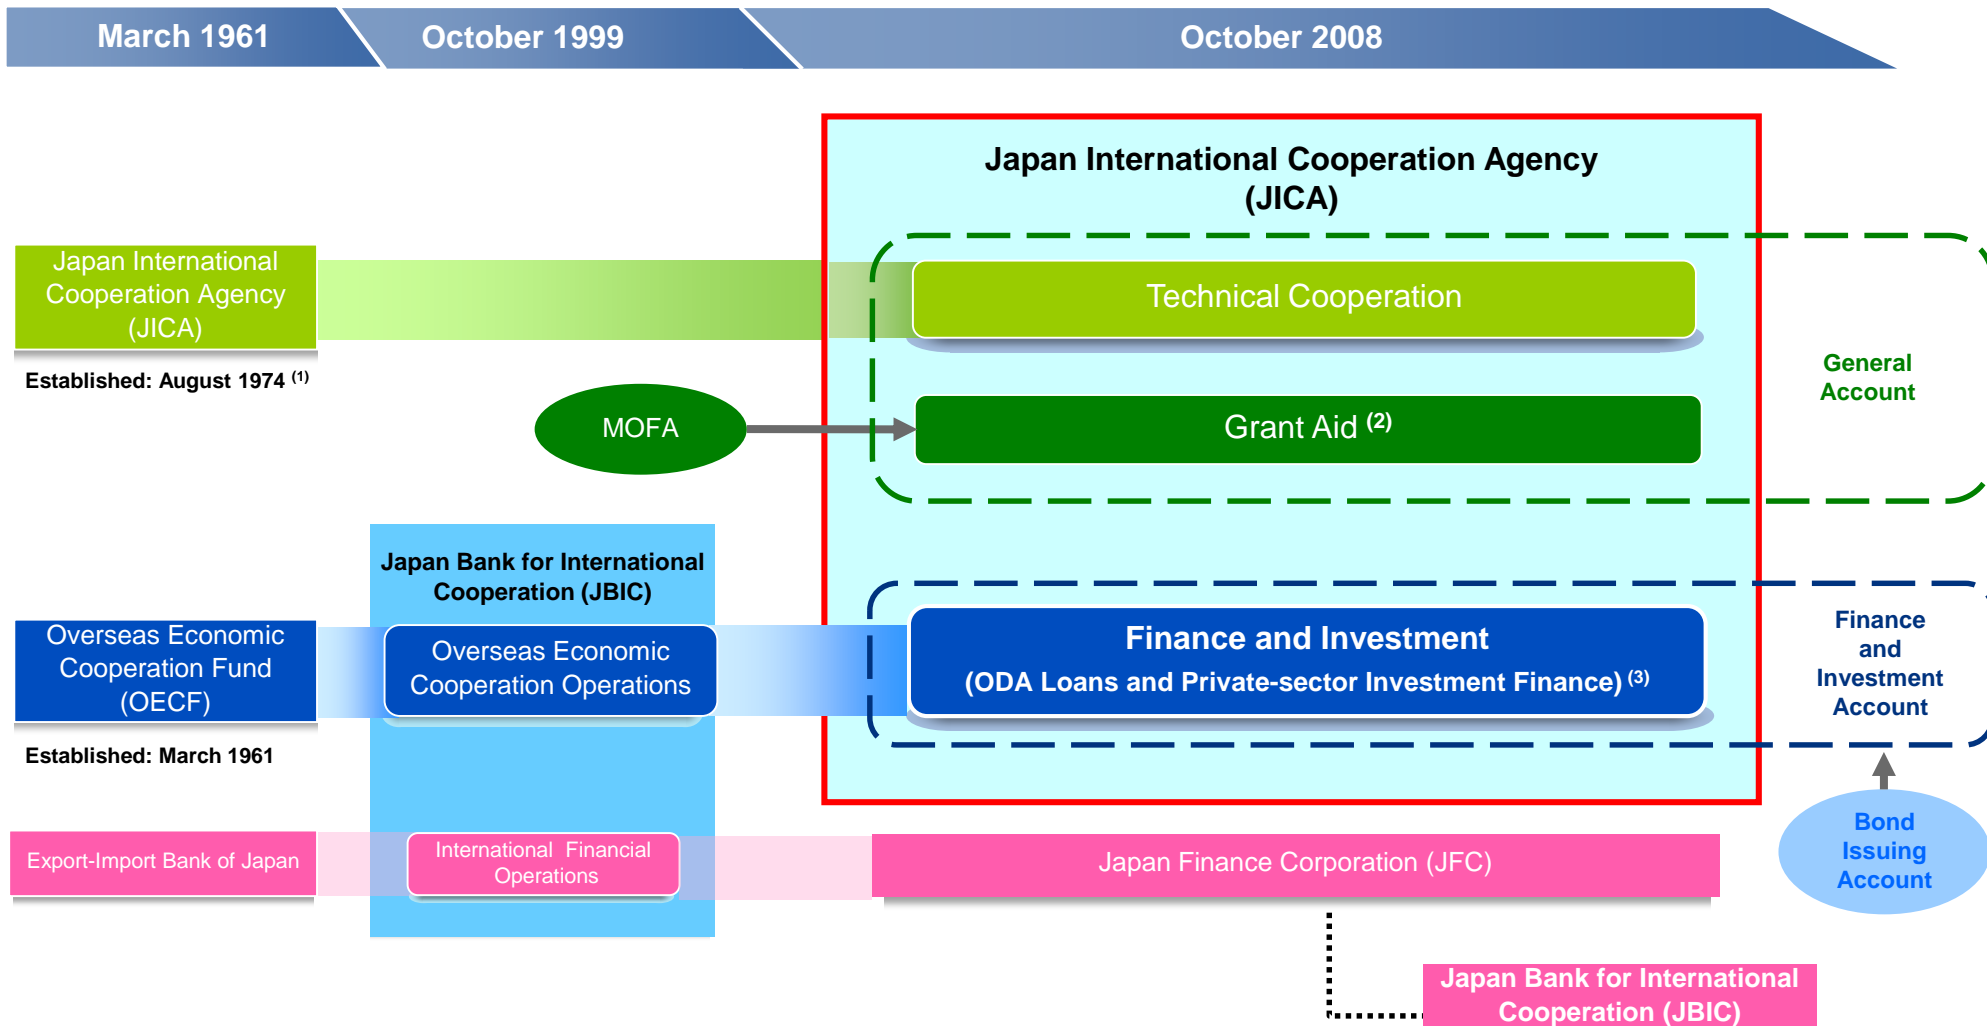 March 1961
October 1999
October 2008
Japan International Cooperation Agency
(JICA)
Japan International
Cooperation Agency
(JICA)
Technical Cooperation
Established: August 1974 (1)
General
Account
MOFA
Grant Aid (2)
Japan Bank for International
Cooperation (JBIC)
Overseas Economic
Cooperation Fund
(OECF)
Overseas Economic
Cooperation Operations
Finance and Investment
(ODA Loans and Private-sector Investment Finance) (3)
Finance
and
Investment
Account
Established: March 1961
Export-Import Bank of Japan
International Financial
Operations
Japan Finance Corporation (JFC)
Bond
Issuing
Account
Japan Bank for International
Cooperation (JBIC)